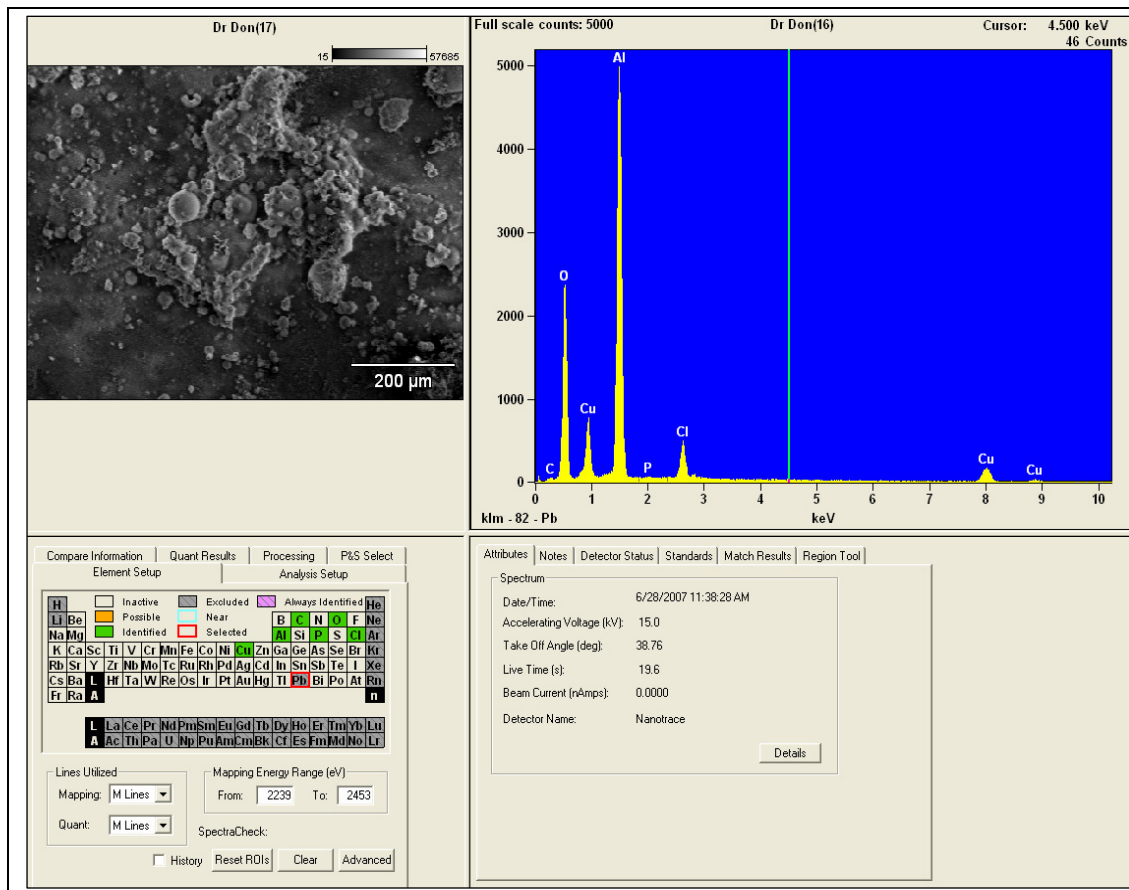 Dr Don(17)
15 57685
200 µm
Full scale counts: 5000 Dr Don(16) Cursor: 4.500 keV
46 Counts
5000
4000
3000
2000
1000
0
Al
O
Cu
Cl
C
P
Cu
Cu
0 1 2 3 4 5 6 7 8 9 10
klm - 82 - Pb keV
Compare Information Quant Results Processing P&S Select
Element Setup Analysis Setup
Inactive Excluded Always Identified
Possible Near
Identified Selected
H He
Li Be B C N O F Ne
Na Mg Al Si P S Cl Ar
K Ca Sc Ti V Cr Mn Fe Co Ni Cu Zn Ga Ge As Se Br Kr
Rb Sr Y Zr Nb Mo Tc Ru Rh Pd Ag Cd In Sn Sb Te I Xe
Cs Ba L Hf Ta W Re Os Ir Pt Au Hg Tl Pb Bi Po At Rn
Fr Ra A n
L La Ce Pr Nd Pm Sm Eu Gd Tb Dy Ho Er Tm Yb Lu
A Ac Th Pa U Np Pu Am Cm Bk Cf Es Fm Md No Lr
Lines Utilized
Mapping: M Lines
Quant: M Lines
Mapping Energy Range (eV)
From: 2239 To: 2453
SpectraCheck:
History Reset ROIs Clear Advanced
Attributes Notes Detector Status Standards Match Results Region Tool
Spectrum
Date/Time: 6/28/2007 11:38:28 AM
Accelerating Voltage (kV): 15.0
Take Off Angle (deg): 38.76
Live Time (s): 19.6
Beam Current (nAmps): 0.0000
Detector Name: Nanotrace
Details